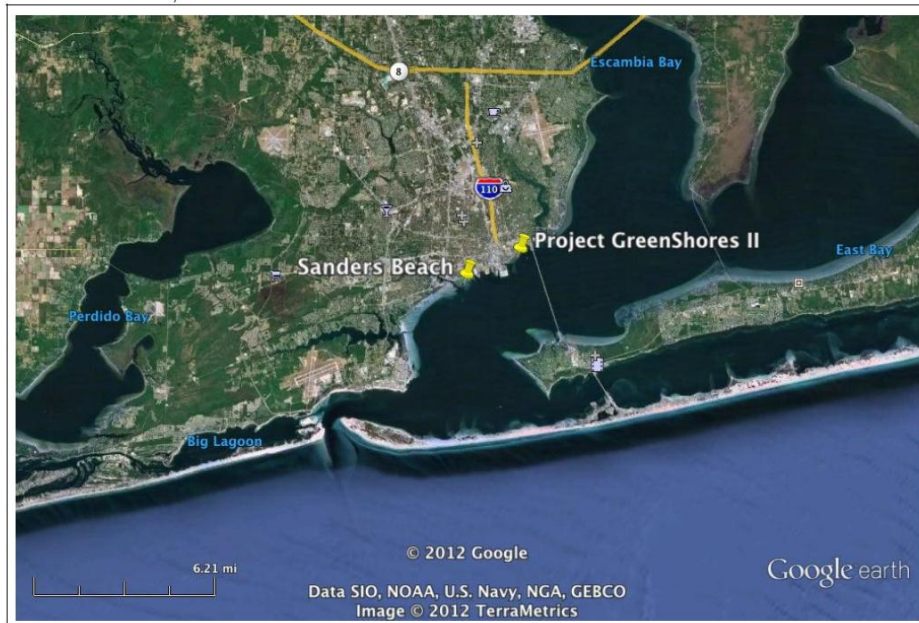 Escambia Bay
8
110
Project GreenShores II
East Bay
Sanders Beach
Perdido Bay
Big Lagoon
© 2012 Google
6.21 mi
Google earth
Data SIO, NOAA, U.S. Navy, NGA, GEBCO
Image © 2012 TerraMetrics